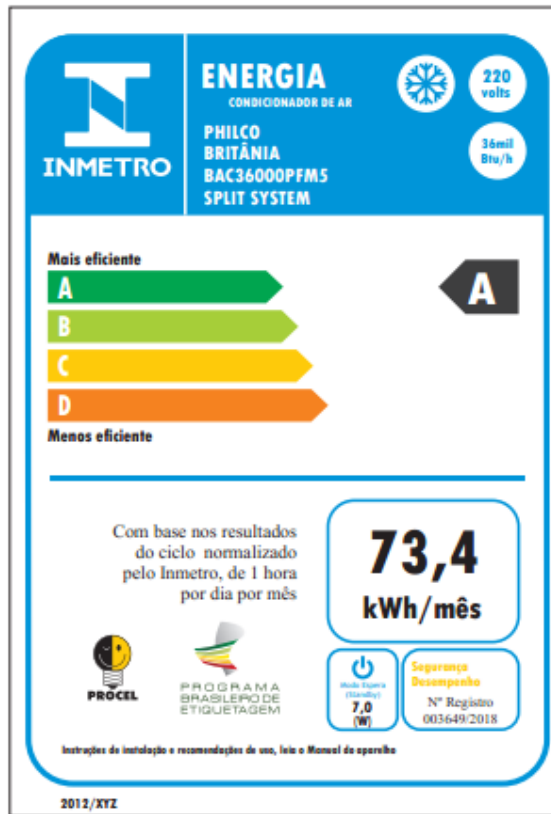 INMETRO
ENERGIA
CONDICIONADOR DE AR
PHILCO
BRITÂNIA
BAC36000PFM5
SPLIT SYSTEM
220
volts
36mil
Btu/h
Mais eficiente
A
A
B
C
D
Menos eficiente
Com base nos resultados
do ciclo normalizado
pelo Inmetro, de 1 hora
por dia por mês
73,4
kWh/mês
PROCEL
PROGRAMA
BRASILEIRO DE
ETIQUETAGEM
Modo Espera
(Standby)
7,0
(W)
Segurança
Desempenho
Nº Registro
003649/2018
Instruções de instalação e recomendações de uso, leia o Manual do aparelho
2012/XYZ